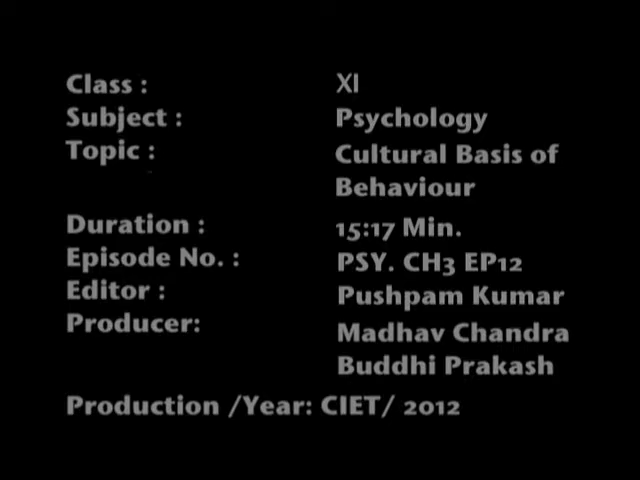 Class : XI
Subject : Psychology
Topic : Cultural Basis of
Behaviour
Duration : 15:17 Min.
Episode No. : PSY. CH3 EP12
Editor : Pushpam Kumar
Producer: Madhav Chandra
Buddhi Prakash
Production /Year: CIET/ 2012